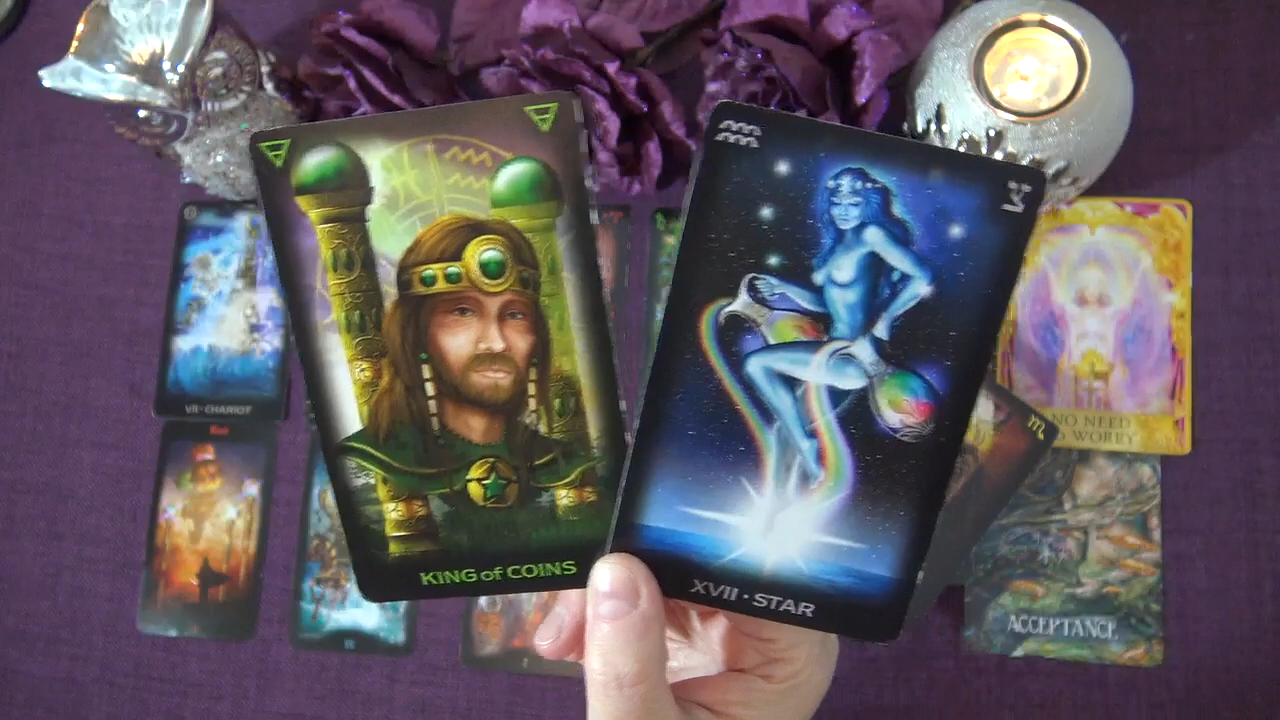 KING of COINS
XVII · STAR
VII · CHARIOT
NO NEED
TO WORRY
ACCEPTANCE